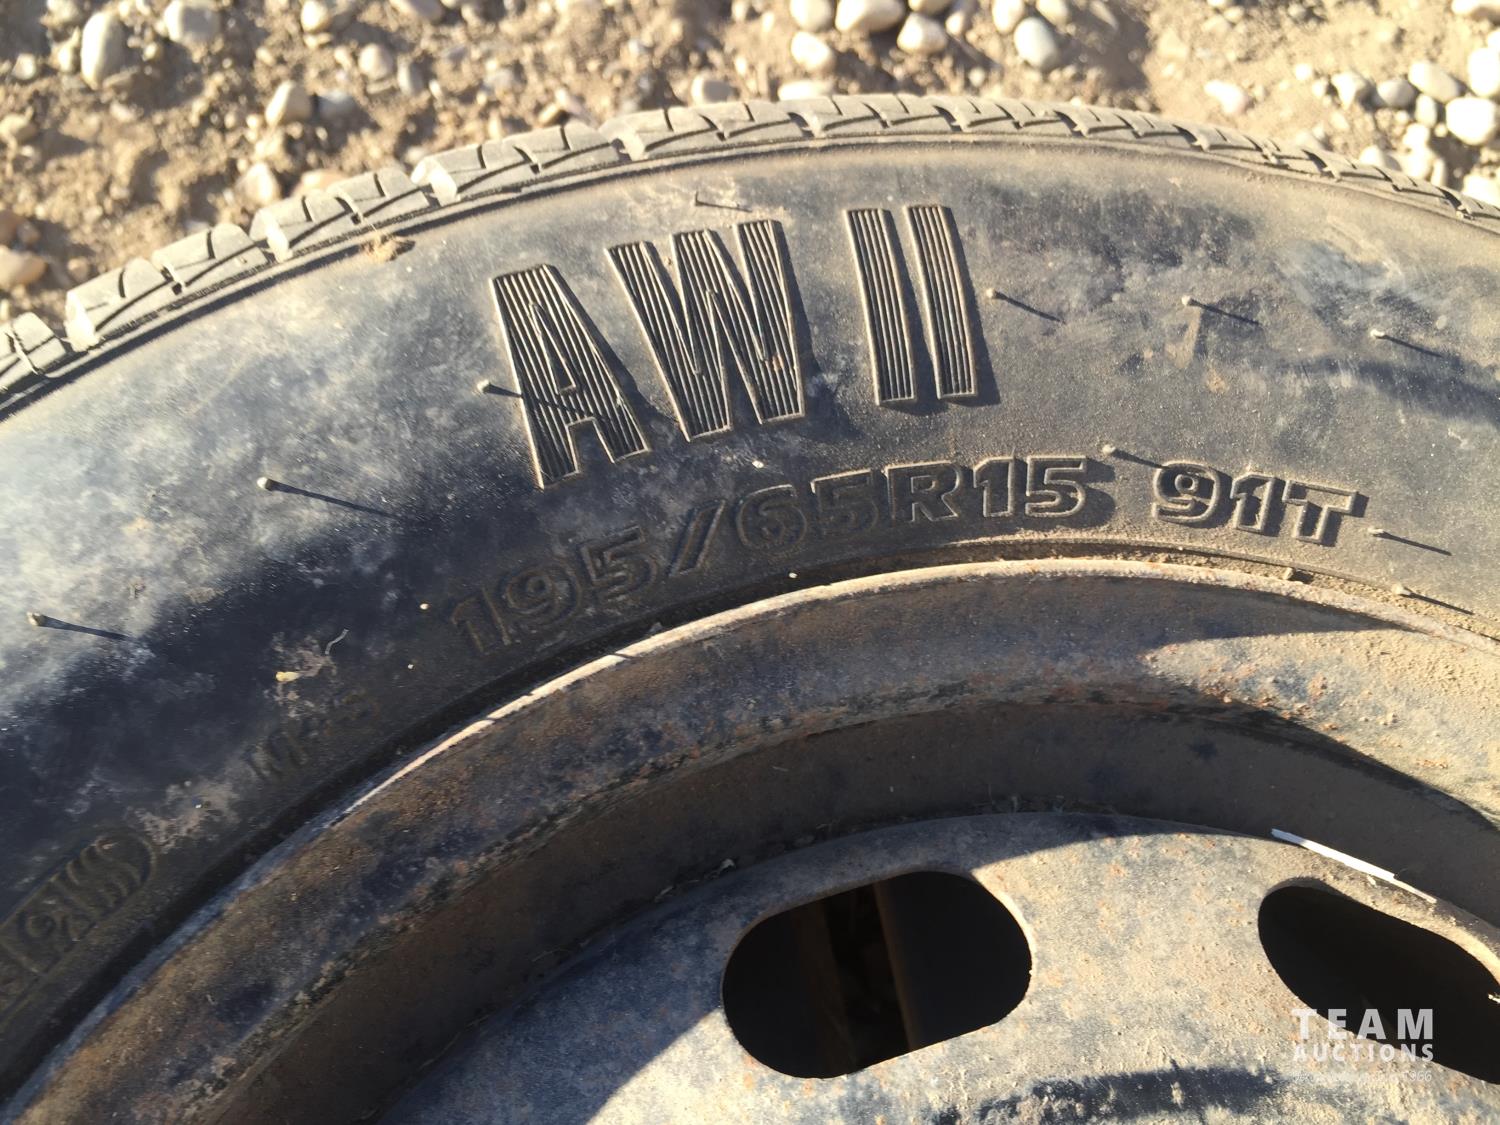 AW II
195/65R15 91T
M+S
TEAM
AUCTIONS